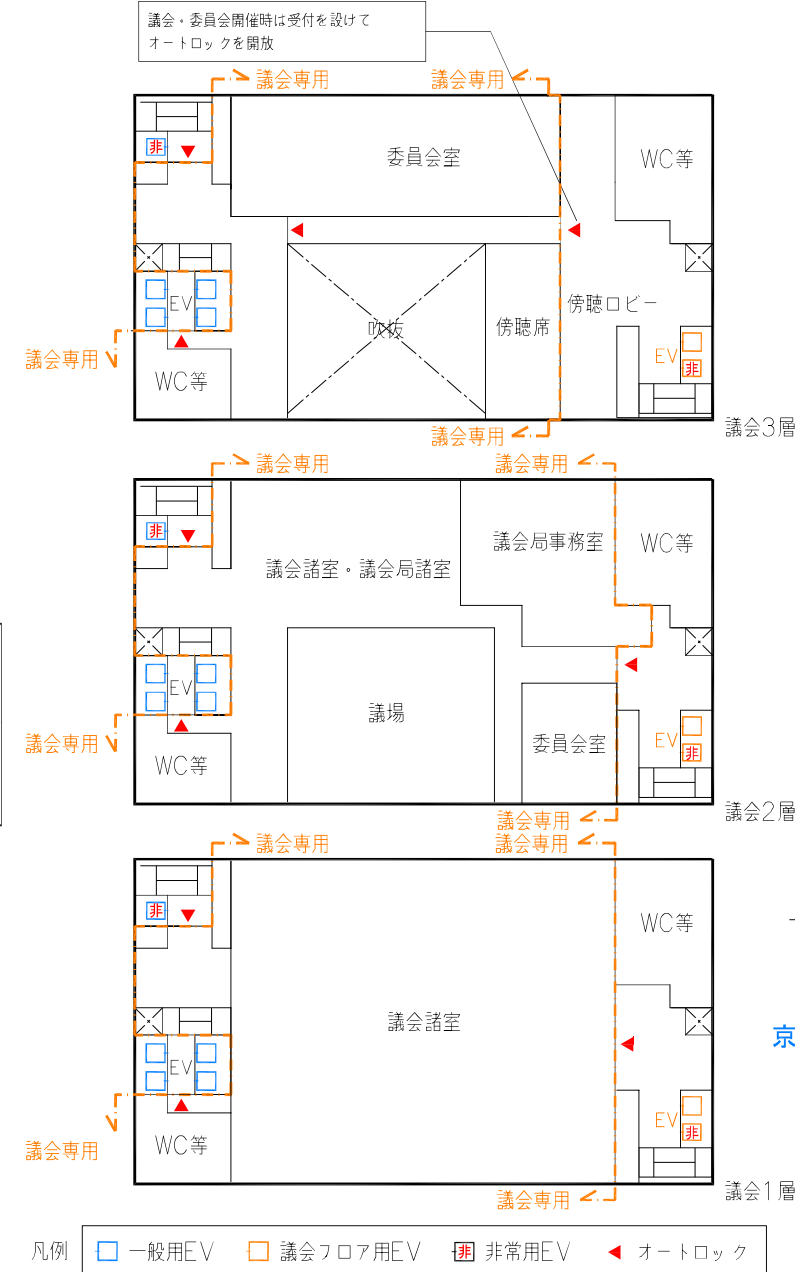 議会・委員会開催時は受付を設けて
オートロックを開放
議会専用
議会専用
委員会室
WC等
非
EV
吹抜
傍聴席
傍聴ロビー
EV
非
議会専用
WC等
議会専用
議会3層
議会専用
議会専用
非
議会諸室・議会局諸室
議会局事務室
WC等
EV
議場
委員会室
EV
非
議会専用
WC等
議会専用
議会2層
議会専用
議会専用
非
WC等
議会諸室
京
EV
EV
非
議会専用
WC等
議会専用
議会1層
凡例 一般用EV 議会フロア用EV 非 非常用EV オートロック